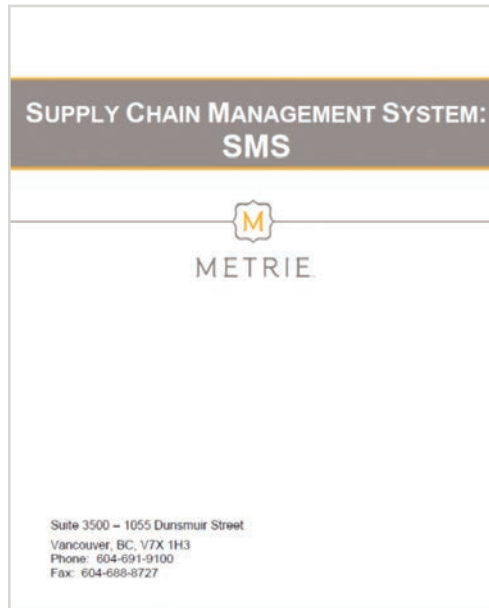 SUPPLY CHAIN MANAGEMENT SYSTEM:
SMS
M
METRIE
Suite 3500 – 1055 Dunsmuir Street
Vancouver, BC, V7X 1H3
Phone: 604-691-9100
Fax: 604-688-8727